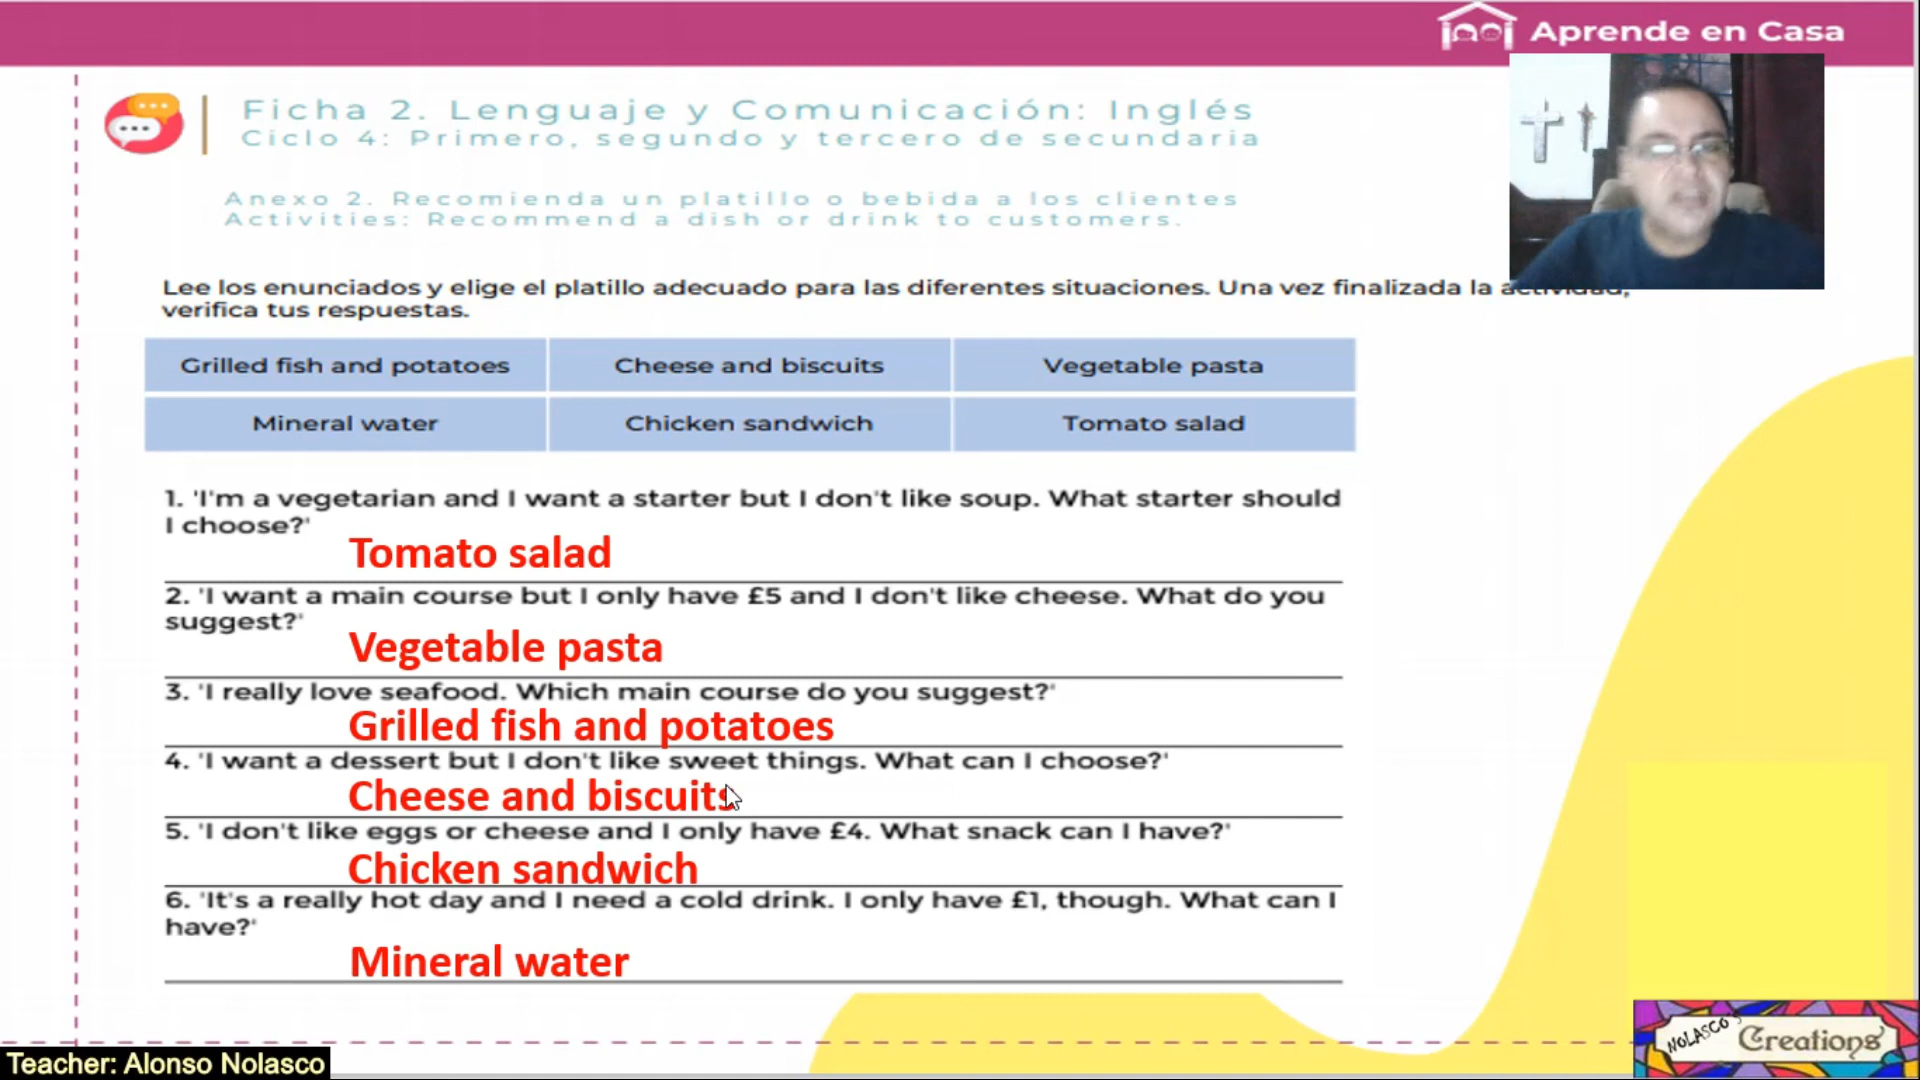 Aprende en Casa
Ficha 2. Lenguaje y Comunicación: Inglés
Ciclo 4: Primero, segundo y tercero de secundaria
Anexo 2. Recomienda un platillo o bebida a los clientes
Activities: Recommend a dish or drink to customers.
Lee los enunciados y elige el platillo adecuado para las diferentes situaciones. Una vez finalizada la actividad,
verifica tus respuestas.
Grilled fish and potatoes
Cheese and biscuits
Vegetable pasta
Mineral water
Chicken sandwich
Tomato salad
1. 'I'm a vegetarian and I want a starter but I don't like soup. What starter should
I choose?'
Tomato salad
2. 'I want a main course but I only have £5 and I don't like cheese. What do you
suggest?'
Vegetable pasta
3. 'I really love seafood. Which main course do you suggest?'
Grilled fish and potatoes
4. 'I want a dessert but I don't like sweet things. What can I choose?'
Cheese and biscuits
5. 'I don't like eggs or cheese and I only have £4. What snack can I have?'
Chicken sandwich
6. 'It's a really hot day and I need a cold drink. I only have £1, though. What can I
have?'
Mineral water
NOLASCO'S
Creations
Teacher: Alonso Nolasco